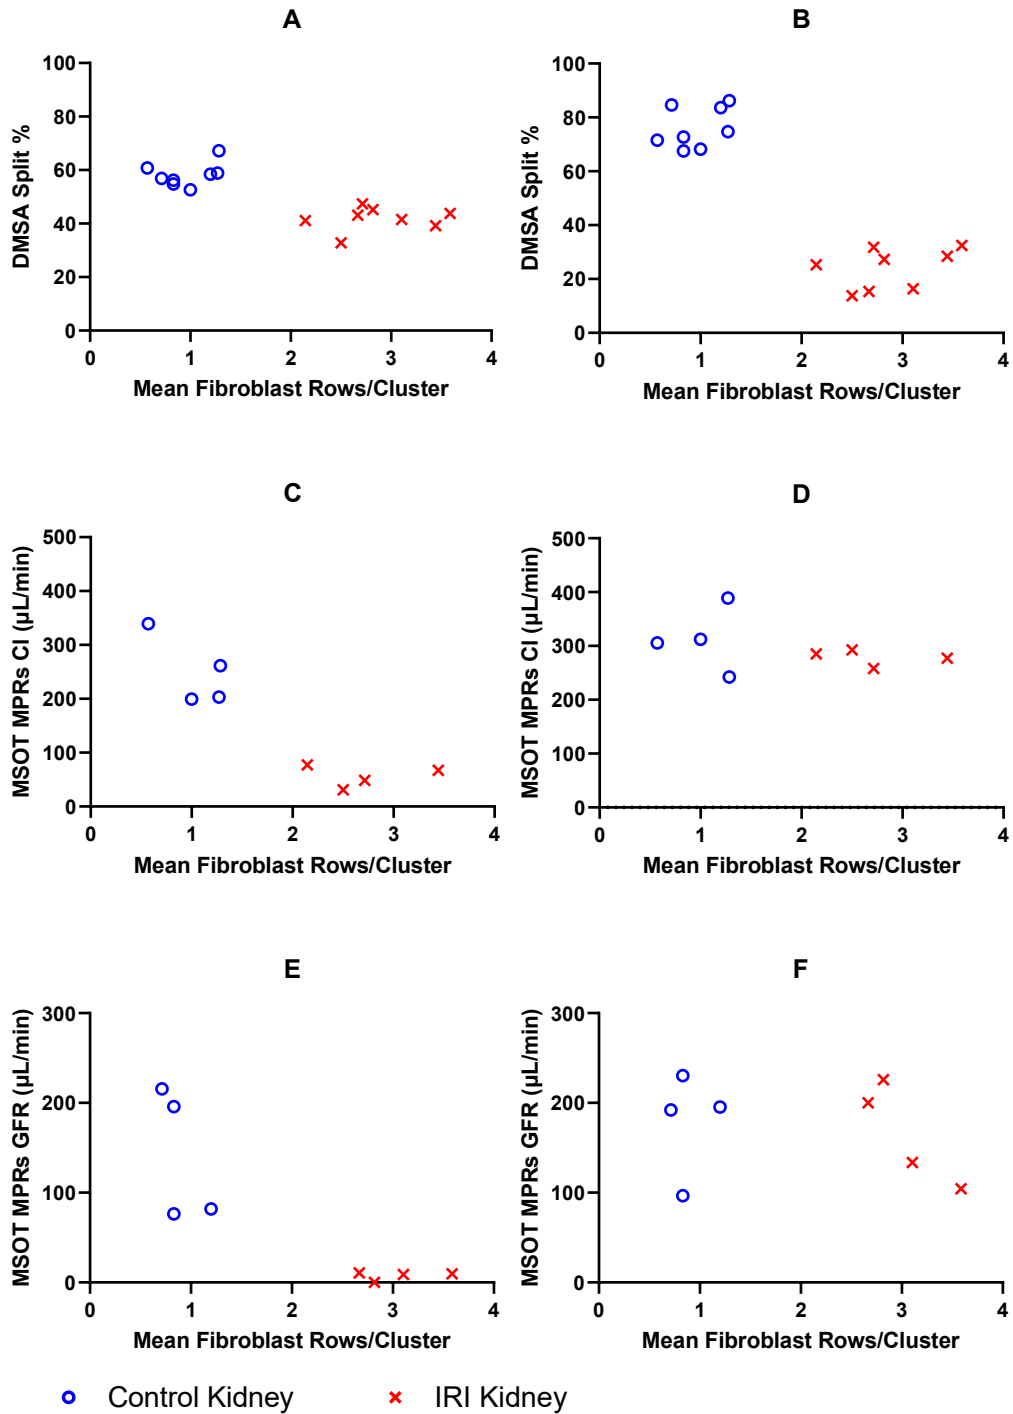 A
100
80
60
40
20
0
DMSA Split %
0 1 2 3 4
Mean Fibroblast Rows/Cluster
B
100
80
60
40
20
0
DMSA Split %
0 1 2 3 4
Mean Fibroblast Rows/Cluster
C
500
400
300
200
100
0
MSOT MPRs Cl (µL/min)
0 1 2 3 4
Mean Fibroblast Rows/Cluster
D
500
400
300
200
100
0
MSOT MPRs Cl (µL/min)
0 1 2 3 4
Mean Fibroblast Rows/Cluster
E
300
200
100
0
MSOT MPRs GFR (µL/min)
0 1 2 3 4
Mean Fibroblast Rows/Cluster
F
300
200
100
0
MSOT MPRs GFR (µL/min)
0 1 2 3 4
Mean Fibroblast Rows/Cluster
Control Kidney
IRI Kidney